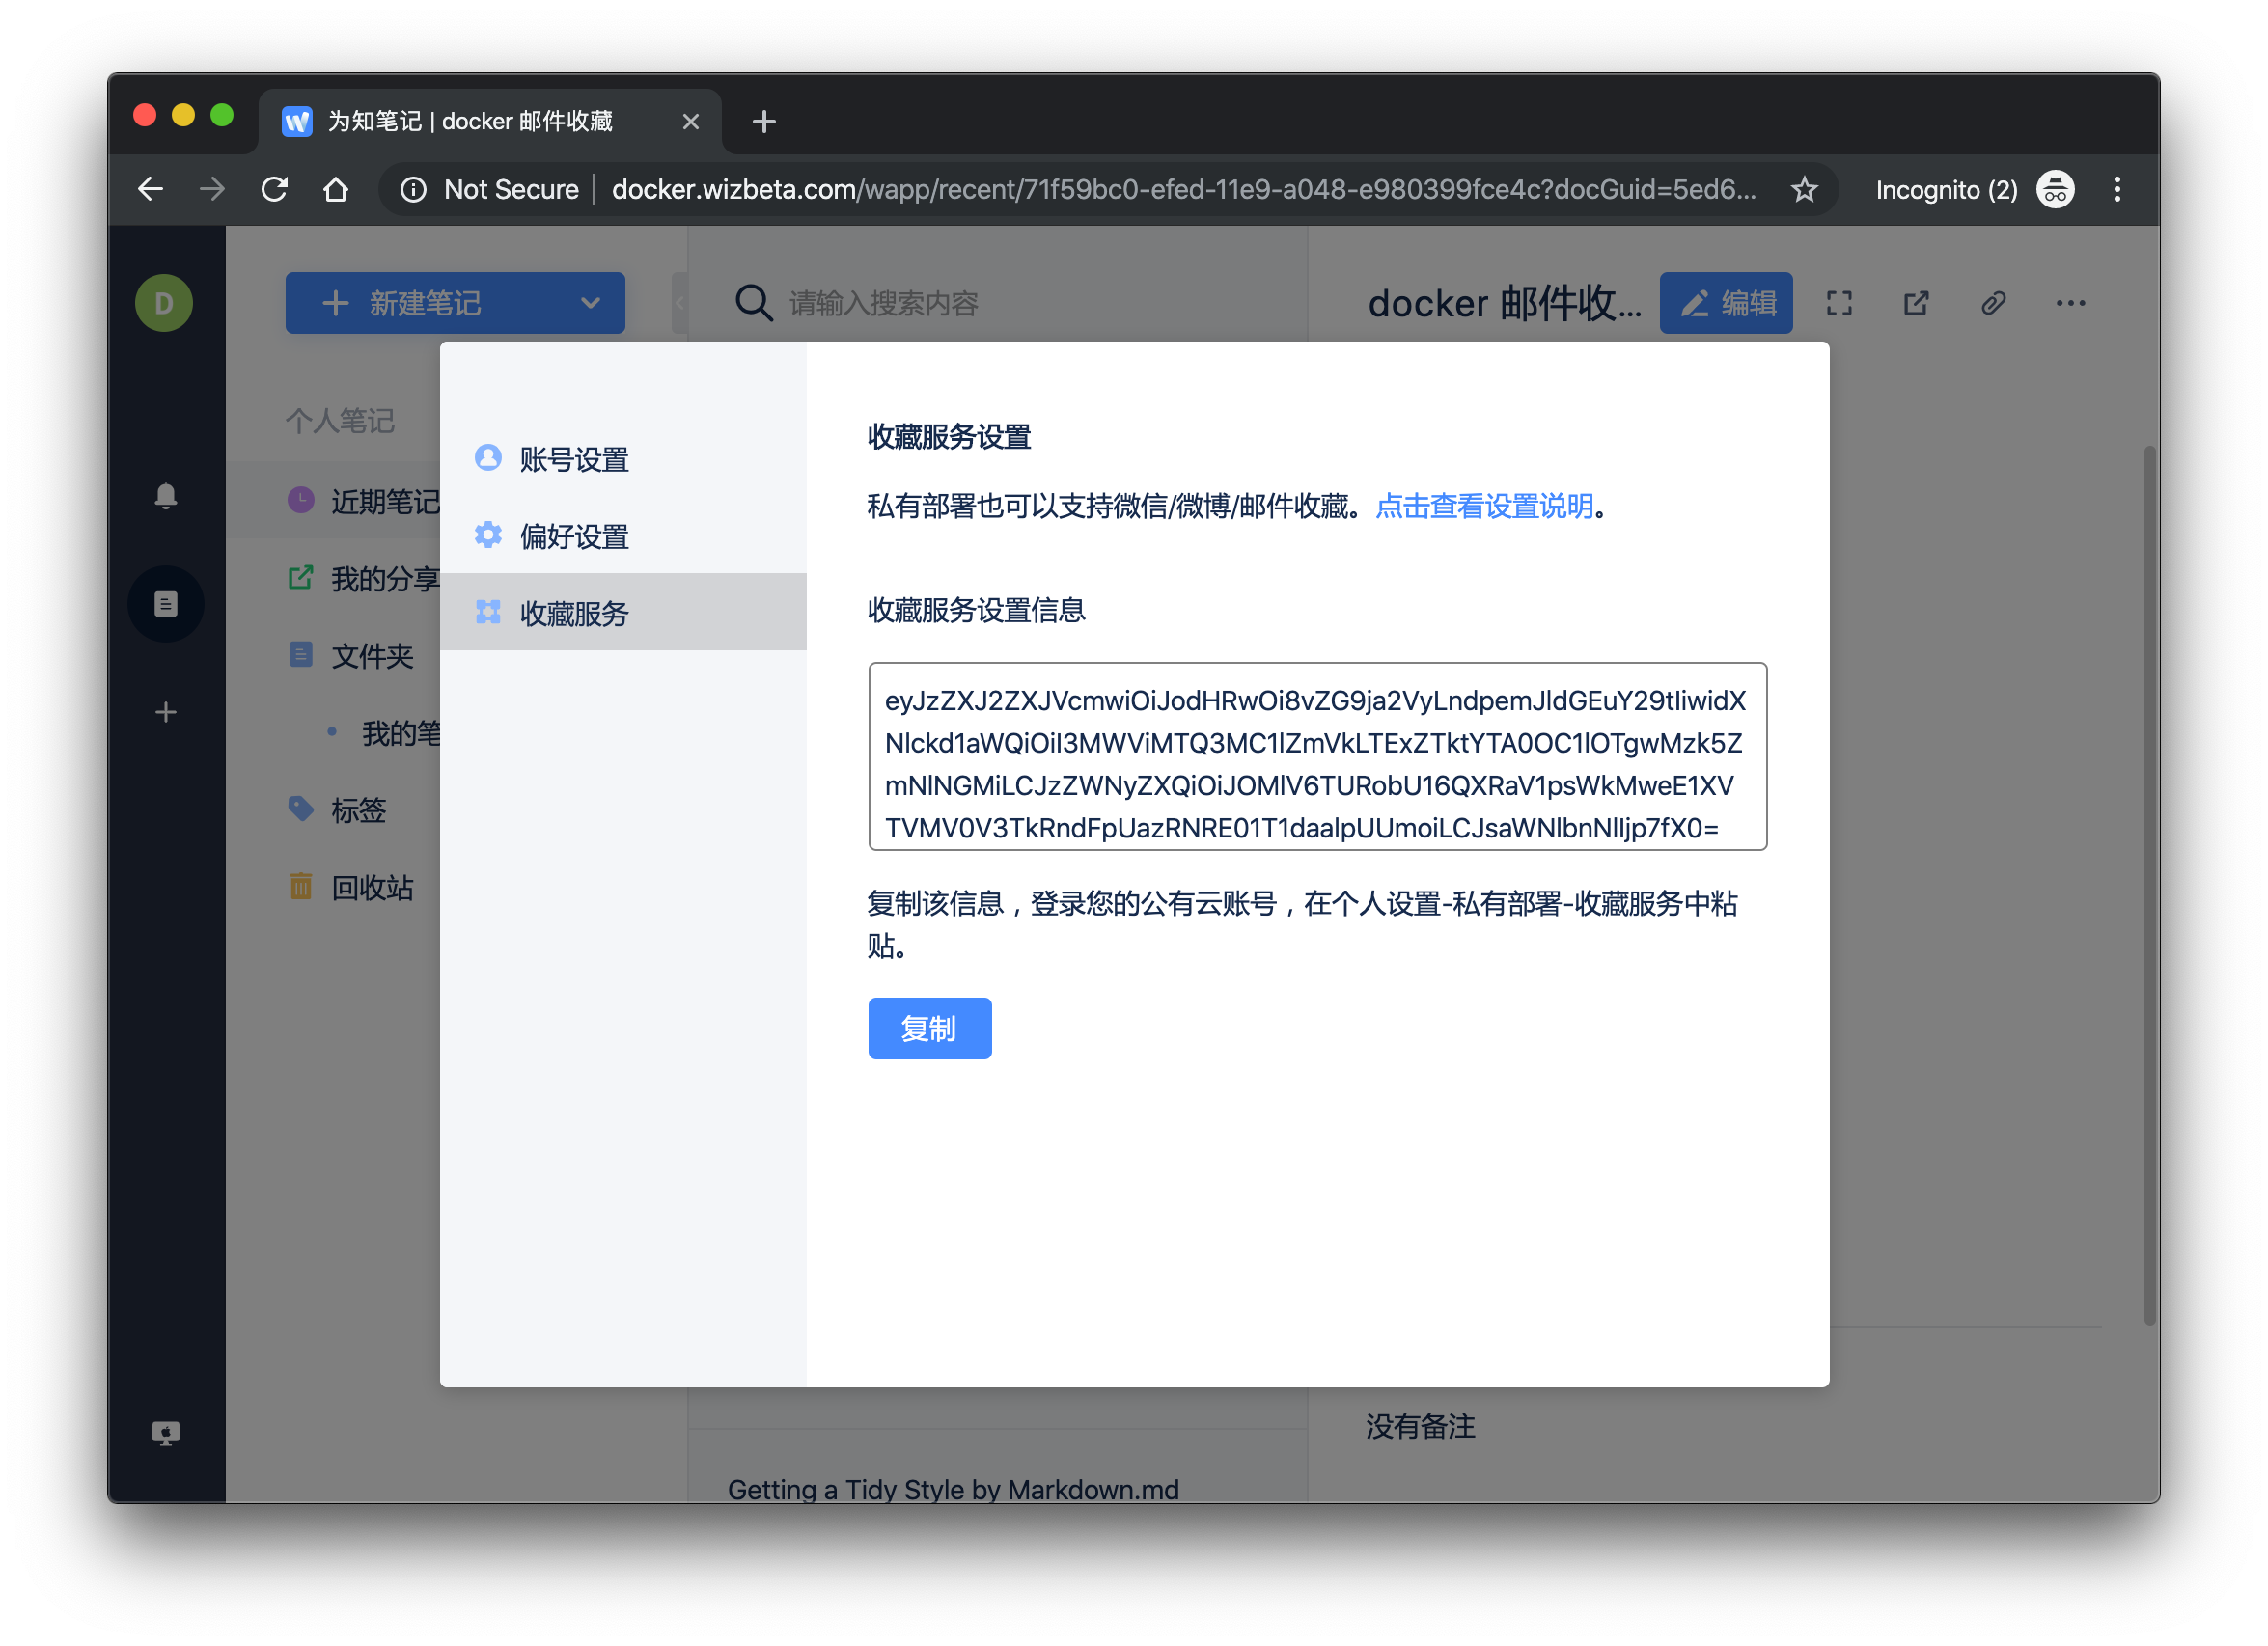 为知笔记 | docker 邮件收藏
Not Secure
docker.wizbeta.com/wapp/recent/71f59bc0-efed-11e9-a048-e980399fce4c?docGuid=5ed6...
Incognito (2)
D
新建笔记
请输入搜索内容
docker 邮件收...
编辑
个人笔记
近期笔记
我的分享
文件夹
我的笔
标签
回收站
账号设置
偏好设置
收藏服务
收藏服务设置
私有部署也可以支持微信/微博/邮件收藏。点击查看设置说明。
收藏服务设置信息
eyJzZXJ2ZXJVcmwiOiJodHRwOi8vZG9ja2VyLndpemJldGEuY29tIiwidX
Nlckd1aWQiOiI3MWViMTQ3MC1lZmVkLTExZTktYTA0OC1lOTgwMzk5Z
mNlNGMiLCJzZWNyZXQiOiJOMlV6TURobU16QXRaV1psWkMweE1XV
TVMV0V3TkRndFpUazRNRE01T1daalpUUmoiLCJsaWNlbnNlIjp7fX0=
复制该信息，登录您的公有云账号，在个人设置-私有部署-收藏服务中粘
贴。
复制
没有备注
Getting a Tidy Style by Markdown.md